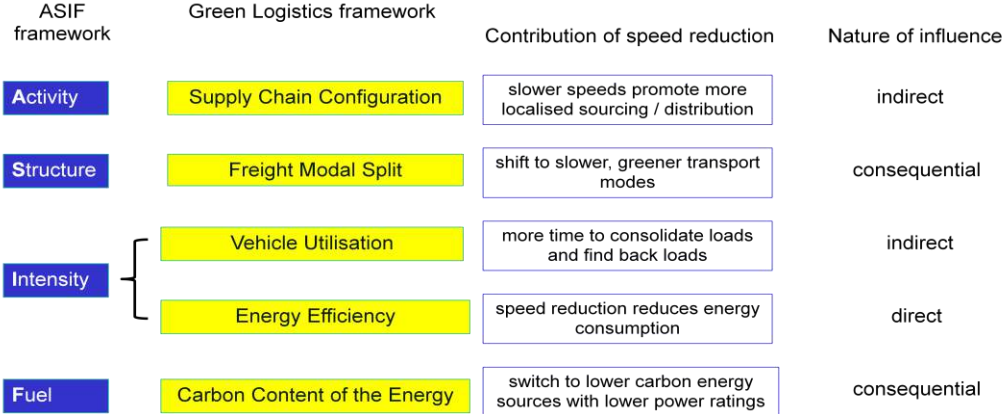 ASIF
framework
Green Logistics framework
Contribution of speed reduction
Nature of influence
Activity
Supply Chain Configuration
slower speeds promote more
localised sourcing / distribution
indirect
Structure
Freight Modal Split
shift to slower, greener transport
modes
consequential
Intensity
Vehicle Utilisation
more time to consolidate loads
and find back loads
indirect
Energy Efficiency
speed reduction reduces energy
consumption
direct
Fuel
Carbon Content of the Energy
switch to lower carbon energy
sources with lower power ratings
consequential